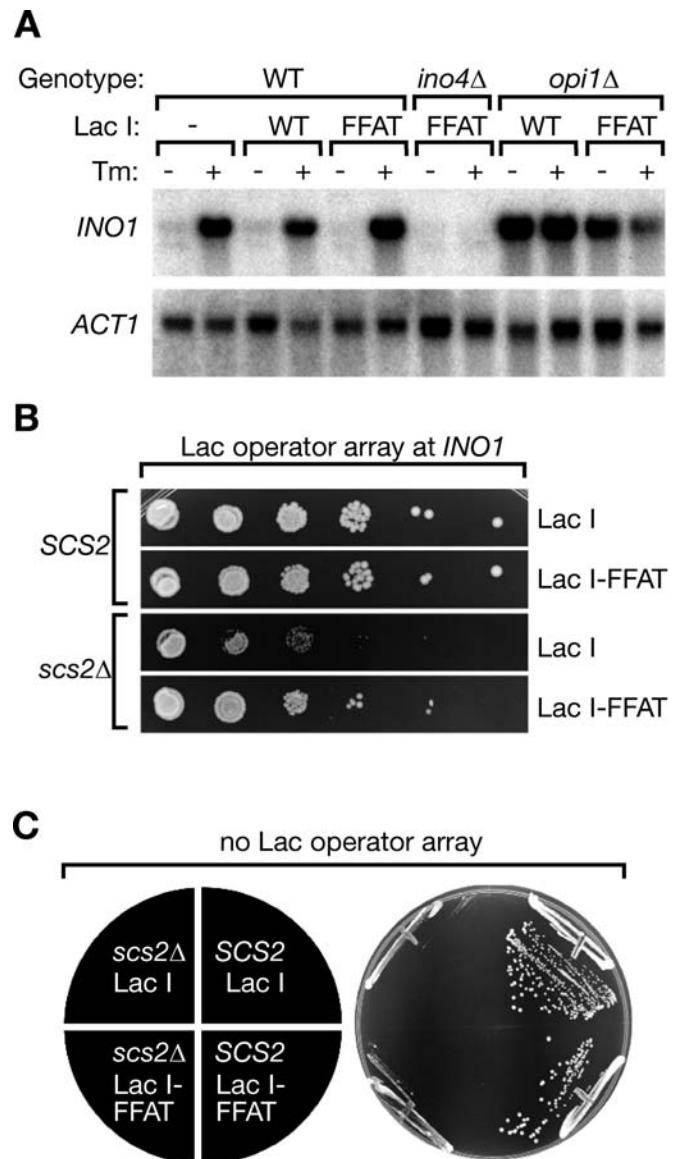 A
Genotype: WT ino4Δ opi1Δ
Lac I: - WT FFAT FFAT WT FFAT
Tm: - + - + - + - + - + - +
INO1
ACT1
B
Lac operator array at INO1
SCS2
Lac I
Lac I-FFAT
scs2Δ
Lac I
Lac I-FFAT
C
no Lac operator array
scs2Δ SCS2
Lac I Lac I
scs2Δ SCS2
Lac I- Lac I-
FFAT FFAT